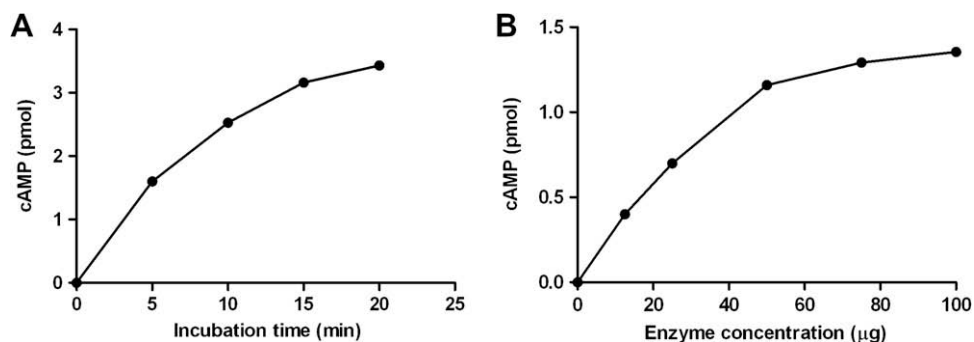 A
cAMP (pmol)
4
3
2
1
0
0 5 10 15 20 25
Incubation time (min)
B
cAMP (pmol)
1.5
1.0
0.5
0.0
0 20 40 60 80 100
Enzyme concentration (μg)